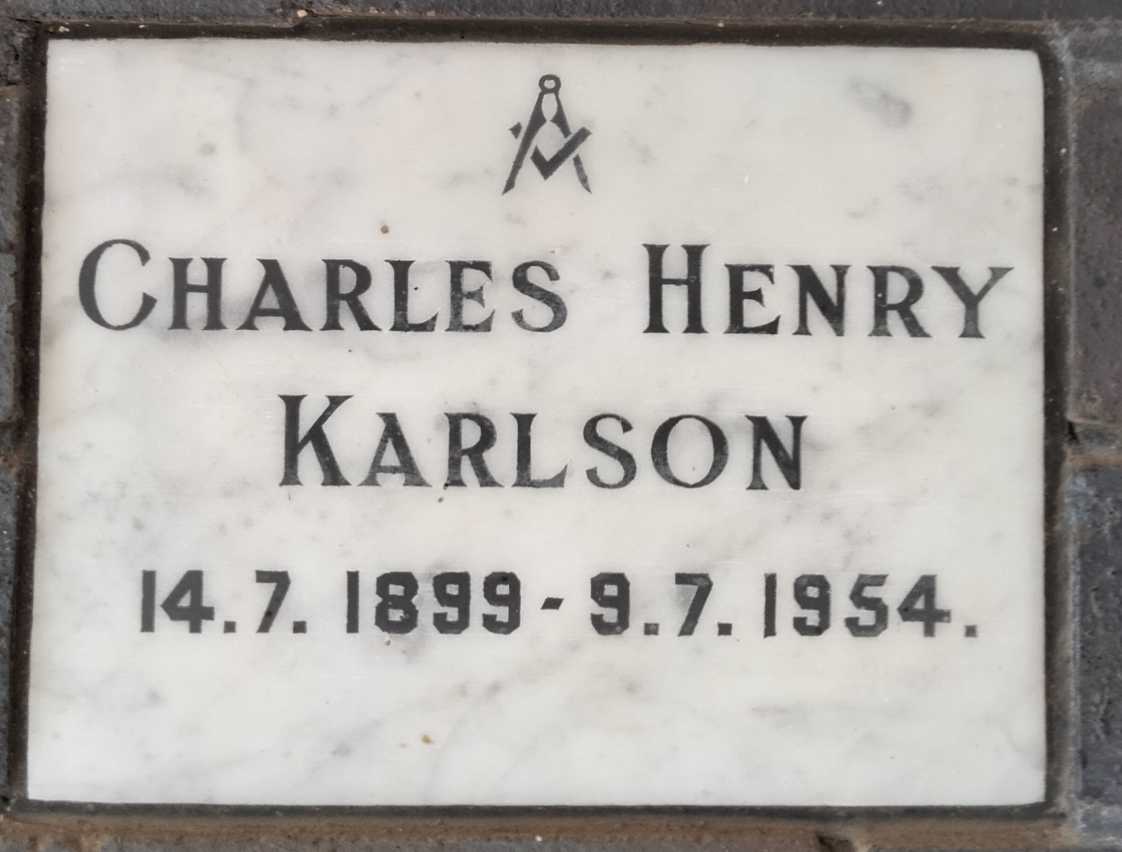 CHARLES HENRY
KARLSON
14.7.1899-9.7.1954.